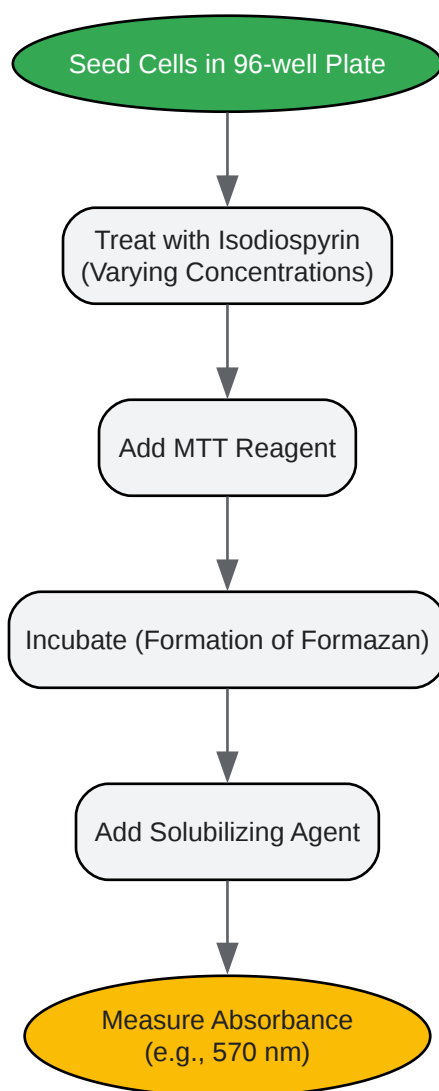 Seed Cells in 96-well Plate
Treat with Isodiospyrin
(Varying Concentrations)
Add MTT Reagent
Incubate (Formation of Formazan)
Add Solubilizing Agent
Measure Absorbance
(e.g., 570 nm)